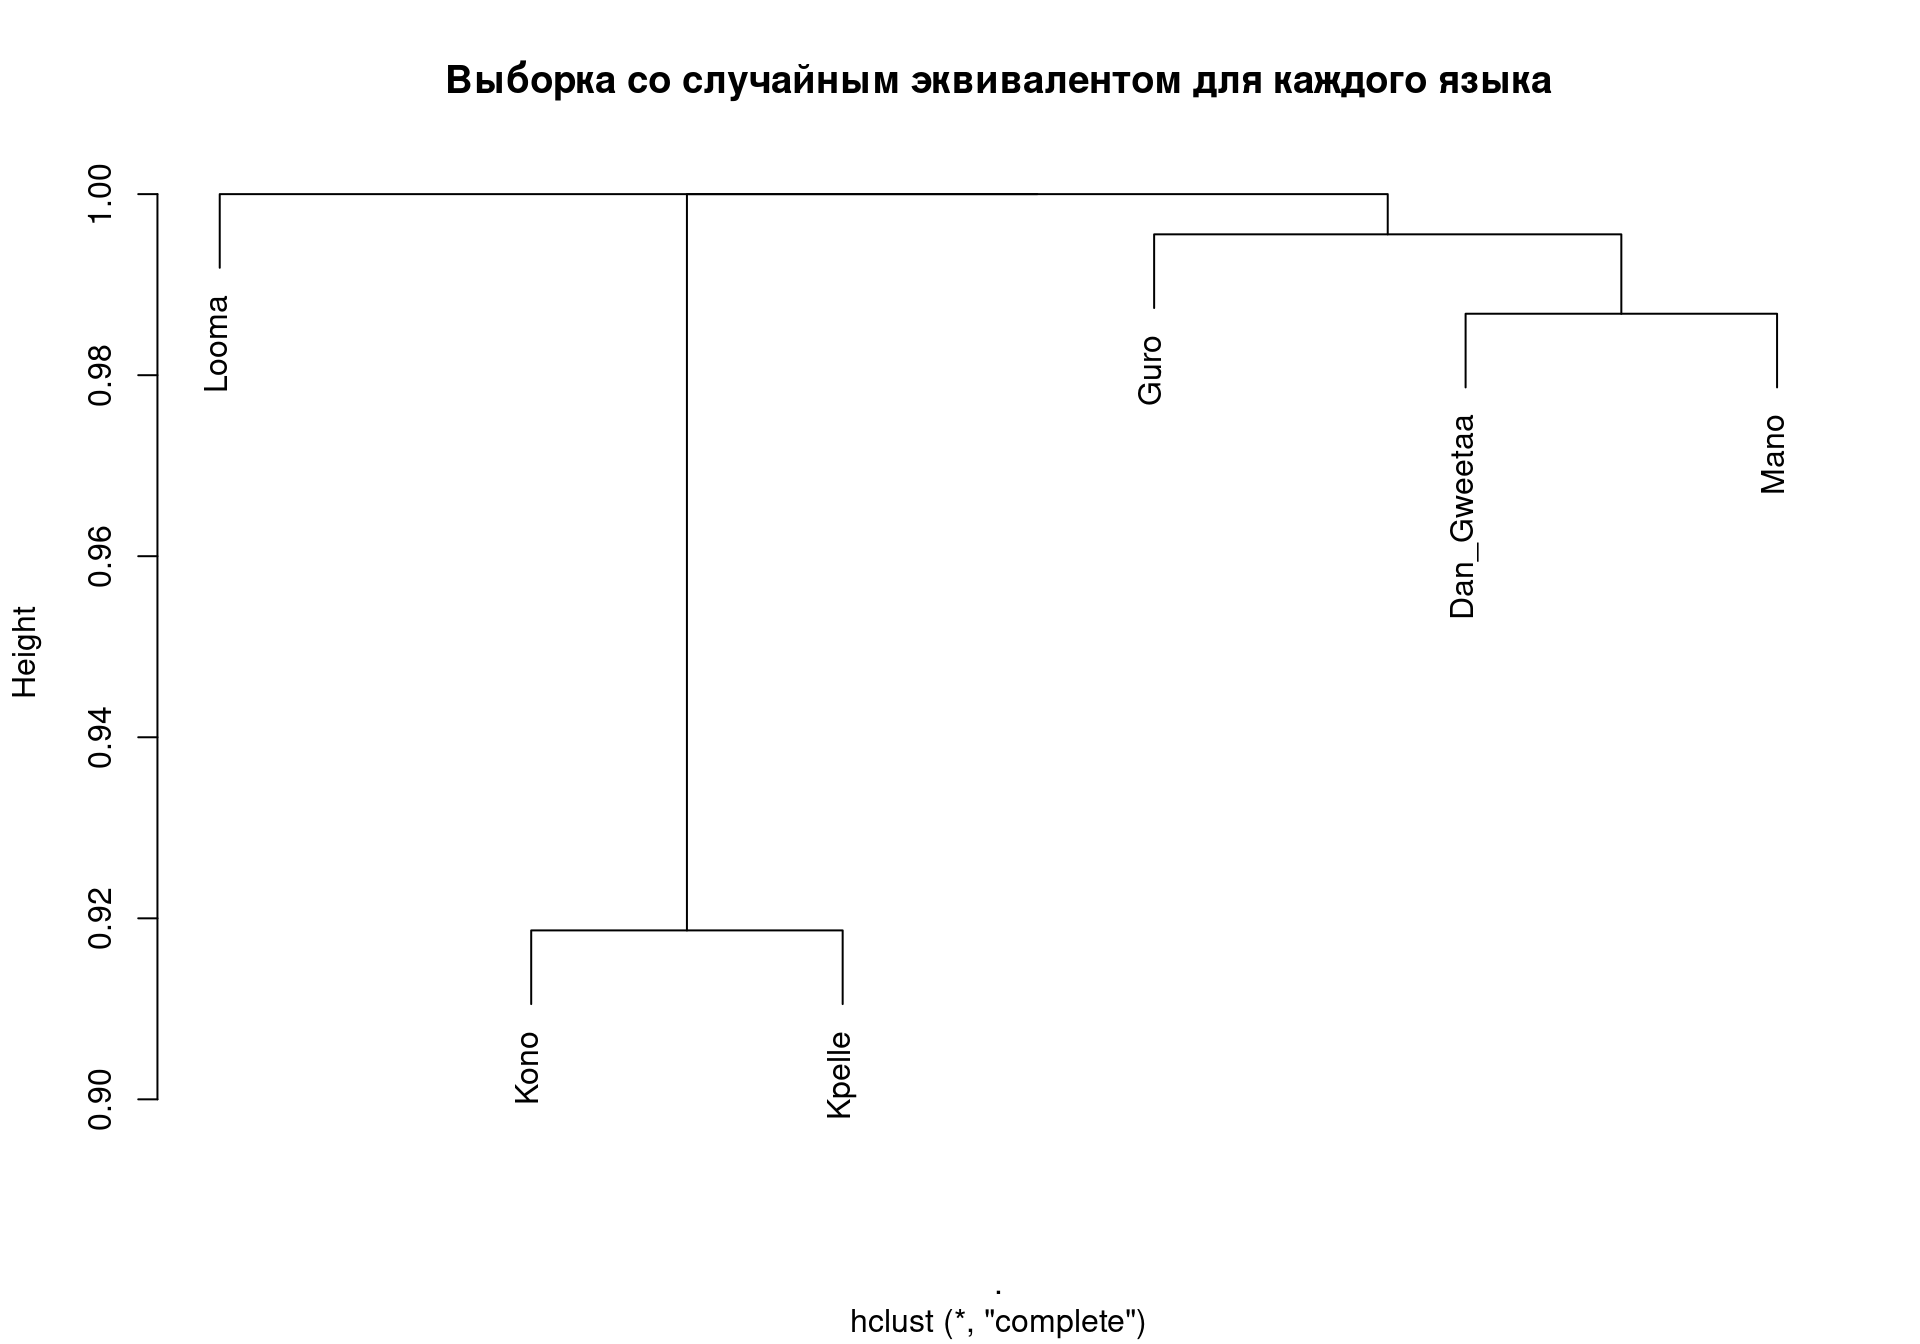 Выборка со случайным эквивалентом для каждого языка
Height
1.00
0.98
0.96
0.94
0.92
0.90
Looma
Kono
Kpelle
Guro
Dan_Gweetaa
Mano
.
hclust (*, "complete")